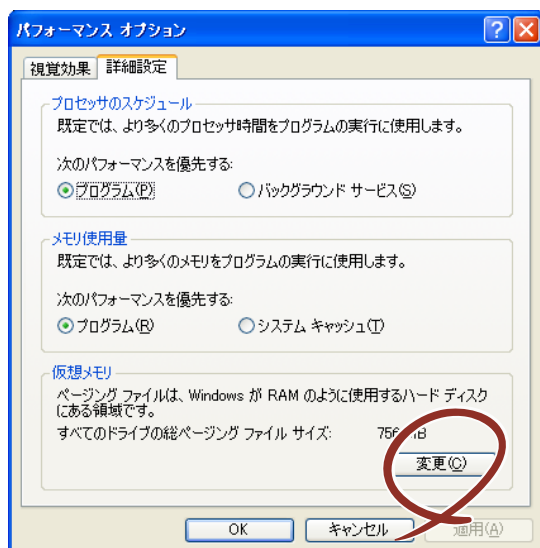 パフォーマンス オプション
視覚効果 詳細設定
プロセッサのスケジュール
既定では、より多くのプロセッサ時間をプログラムの実行に使用します。
次のパフォーマンスを優先する:
プログラム(P) バックグラウンド サービス(S)
メモリ使用量
既定では、より多くのメモリをプログラムの実行に使用します。
次のパフォーマンスを優先する:
プログラム(R) システム キャッシュ(T)
仮想メモリ
ページング ファイルは、Windows が RAM のように使用するハード ディスク
にある領域です。
すべてのドライブの総ページング ファイル サイズ: 756 MB
変更(C)
OK キャンセル 適用(A)